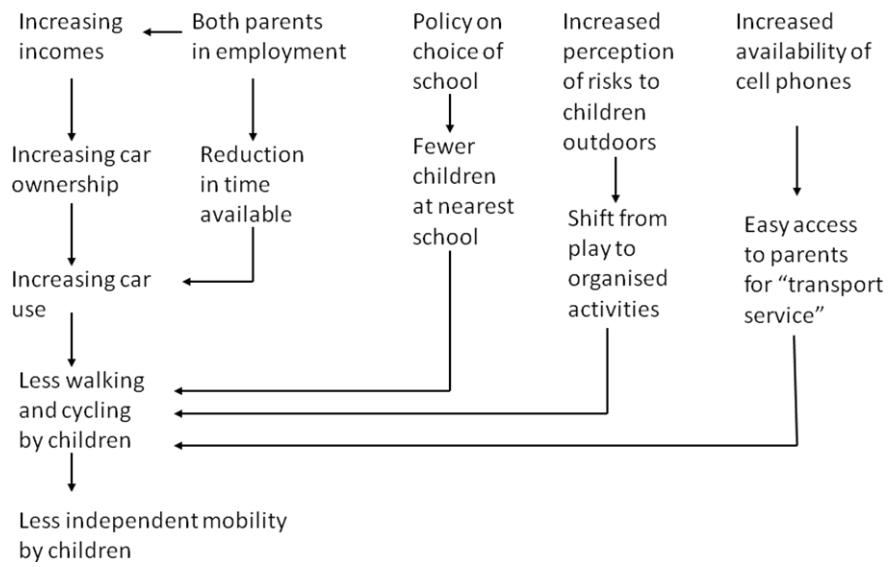 Increasing
incomes
Both parents
in employment
Policy on
choice of
school
Increased
perception
of risks to
children
outdoors
Increased
availability of
cell phones
Increasing car
ownership
Reduction
in time
available
Fewer
children
at nearest
school
Shift from
play to
organised
activities
Easy access
to parents
for “transport
service”
Increasing car
use
Less walking
and cycling
by children
Less independent mobility
by children